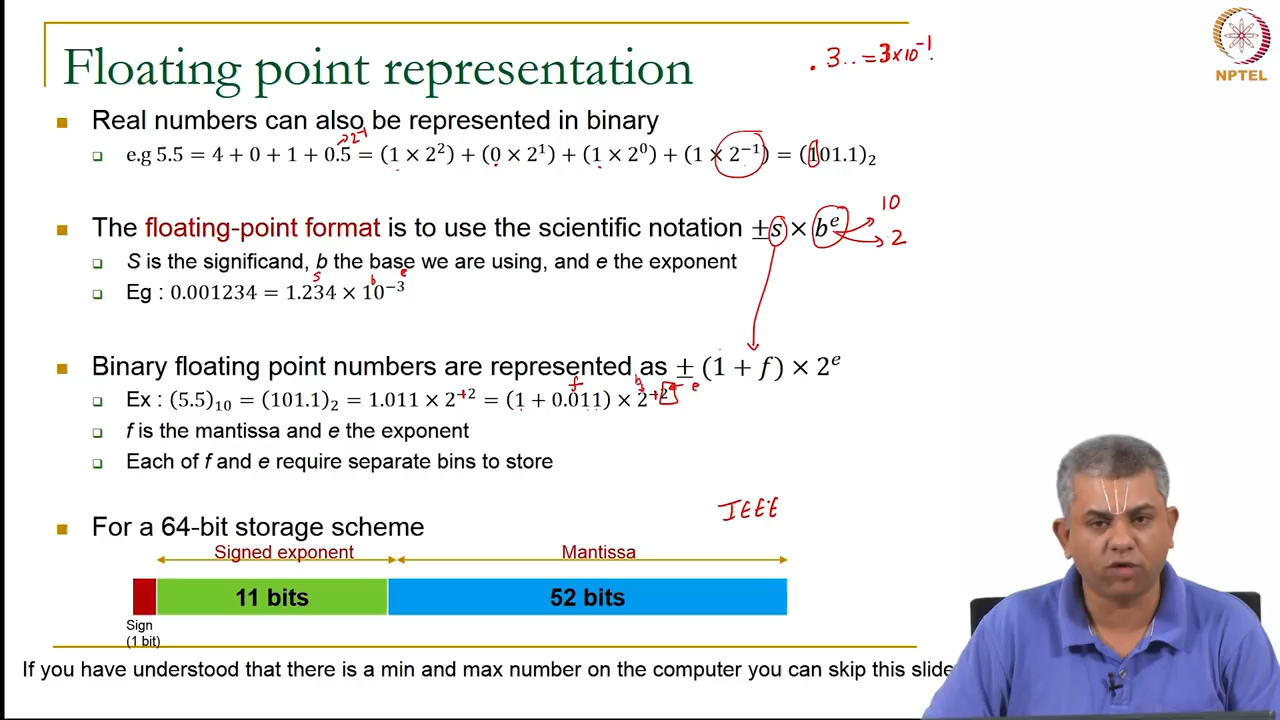 Floating point representation
. 3.. = 3×10⁻¹.
NPTEL
Real numbers can also be represented in binary
→2⁻¹
e.g 5.5 = 4 + 0 + 1 + 0.5 = (1 × 2²) + (0 × 2¹) + (1 × 2⁰) + (1 × 2⁻¹) = (101.1)₂
10
The floating-point format is to use the scientific notation ±s × bᵉ
2
S is the significand, b the base we are using, and e the exponent
s b e
Eg : 0.001234 = 1.234 × 10⁻³
Binary floating point numbers are represented as ± (1 + f) × 2ᵉ
f b e
Ex : (5.5)₁₀ = (101.1)₂ = 1.011 × 2⁺² = (1 + 0.011) × 2⁺²
f is the mantissa and e the exponent
Each of f and e require separate bins to store
IEEE
For a 64-bit storage scheme
Signed exponent Mantissa
11 bits 52 bits
Sign
(1 bit)
If you have understood that there is a min and max number on the computer you can skip this slide